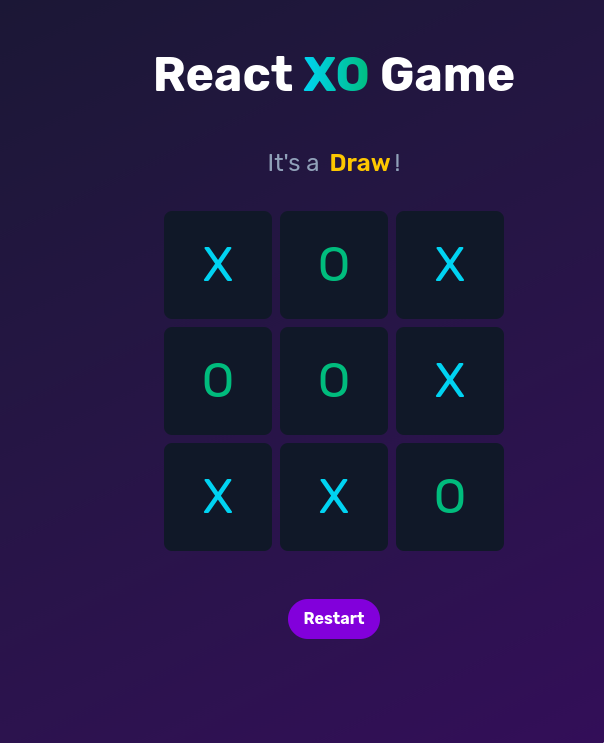 React XO Game
It's a Draw!
X O X
O O X
X X O
Restart